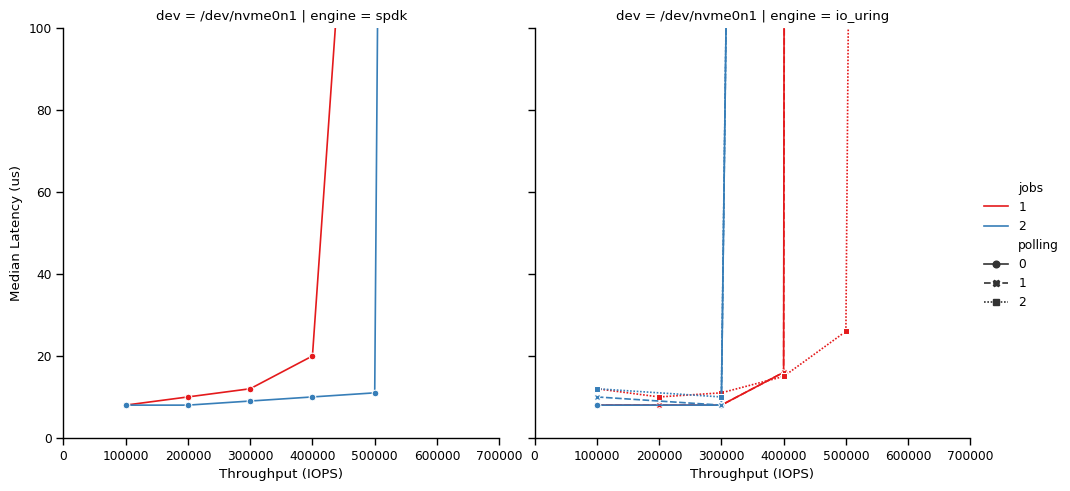 dev = /dev/nvme0n1 | engine = spdk
dev = /dev/nvme0n1 | engine = io_uring
100
80
60
40
20
0
Median Latency (us)
0 100000 200000 300000 400000 500000 600000 700000
0 100000 200000 300000 400000 500000 600000 700000
Throughput (IOPS)
Throughput (IOPS)
jobs
1
2
polling
0
1
2